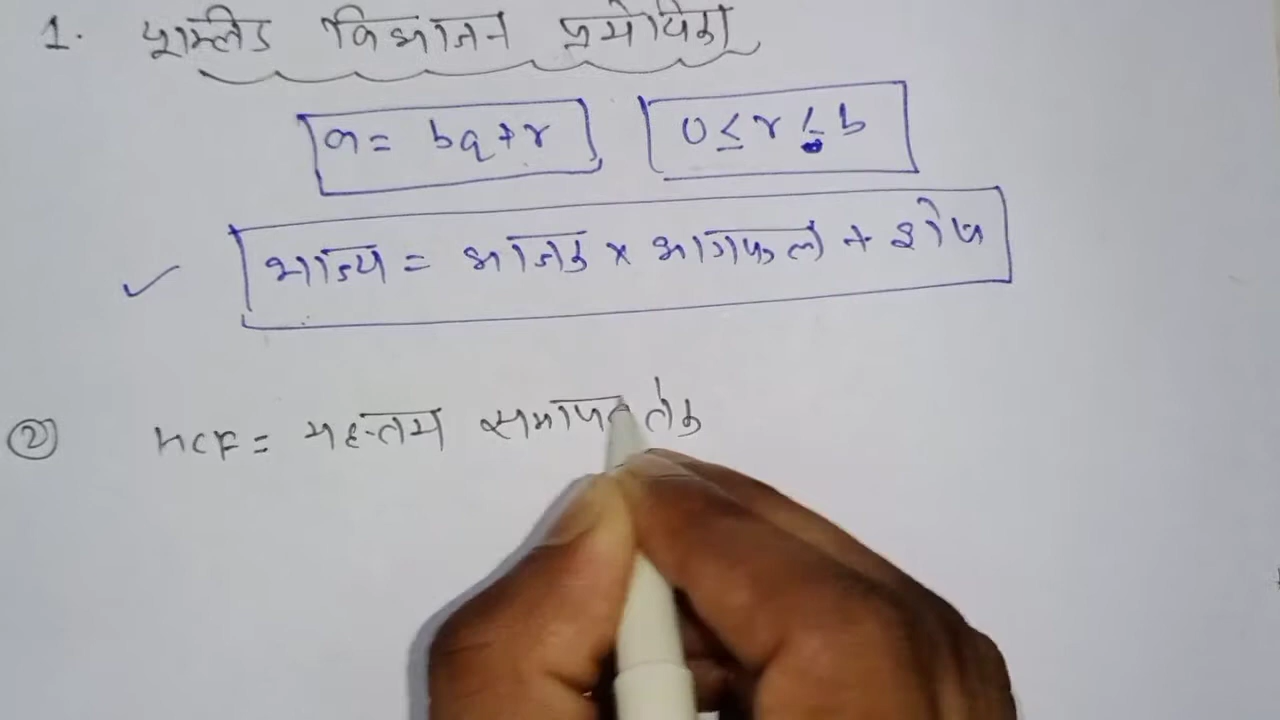 1. यूक्लिड विभाजन प्रमेयिका
a = bq + r 0 ≤ r ≤ b
भाज्य = भाजक × भागफल + शेष
② HCF = महत्तम समापवर्तक